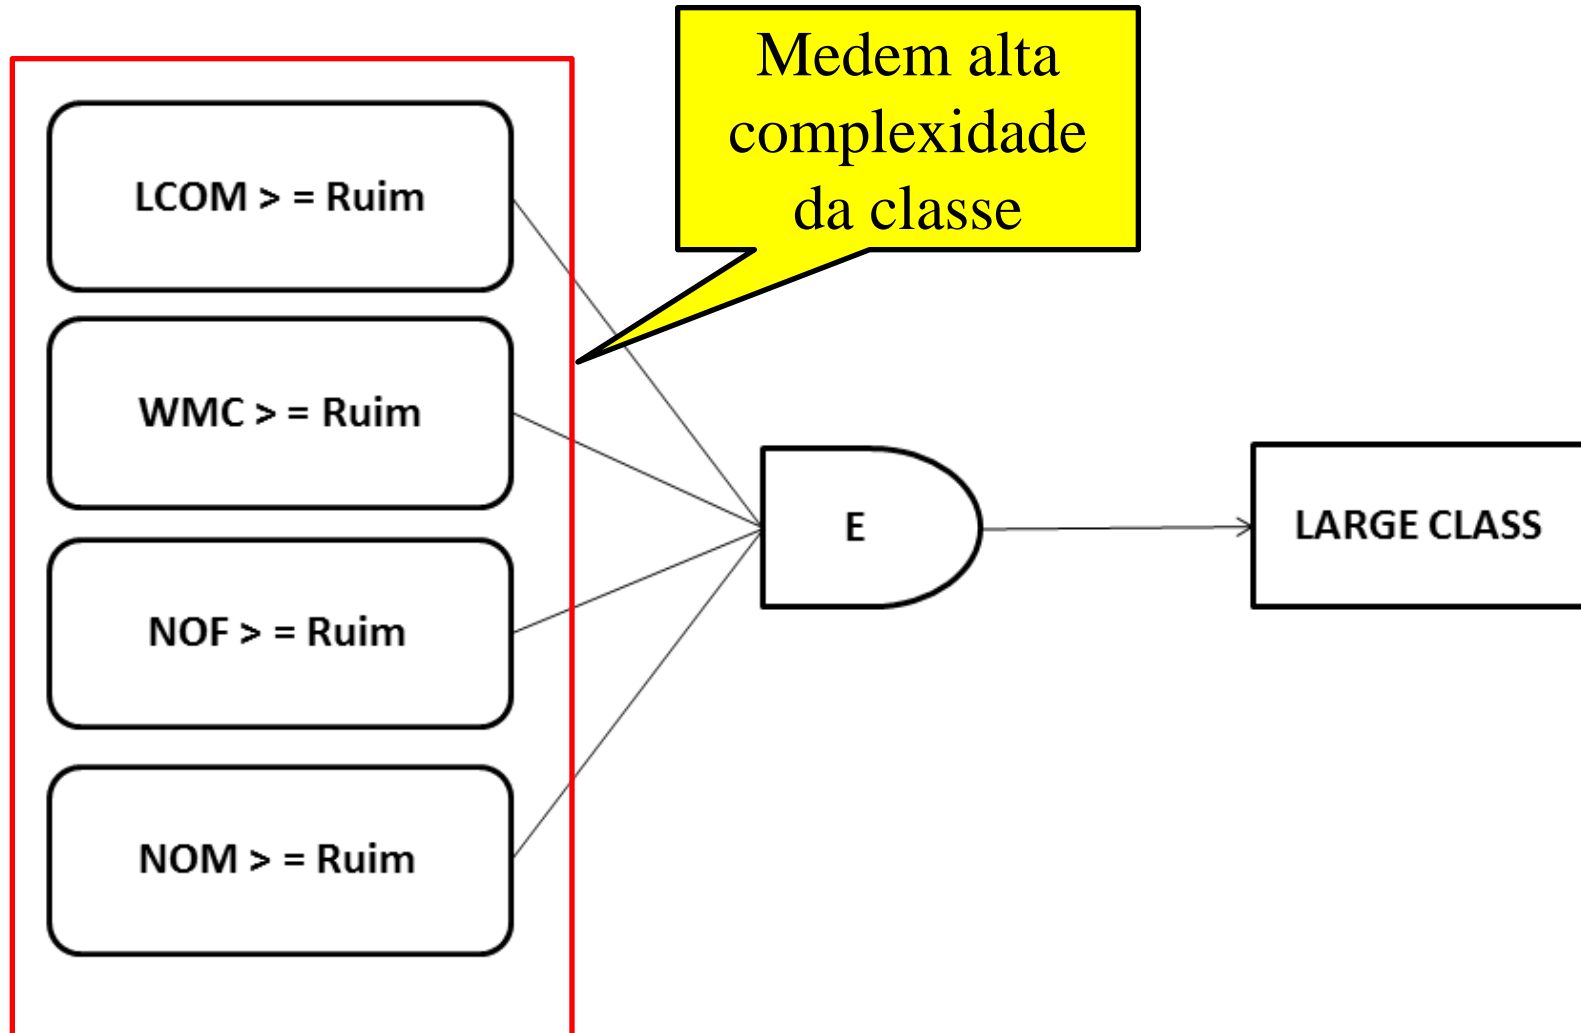 Medem alta
complexidade
da classe
LCOM > = Ruim
WMC > = Ruim
NOF > = Ruim
NOM > = Ruim
E
LARGE CLASS